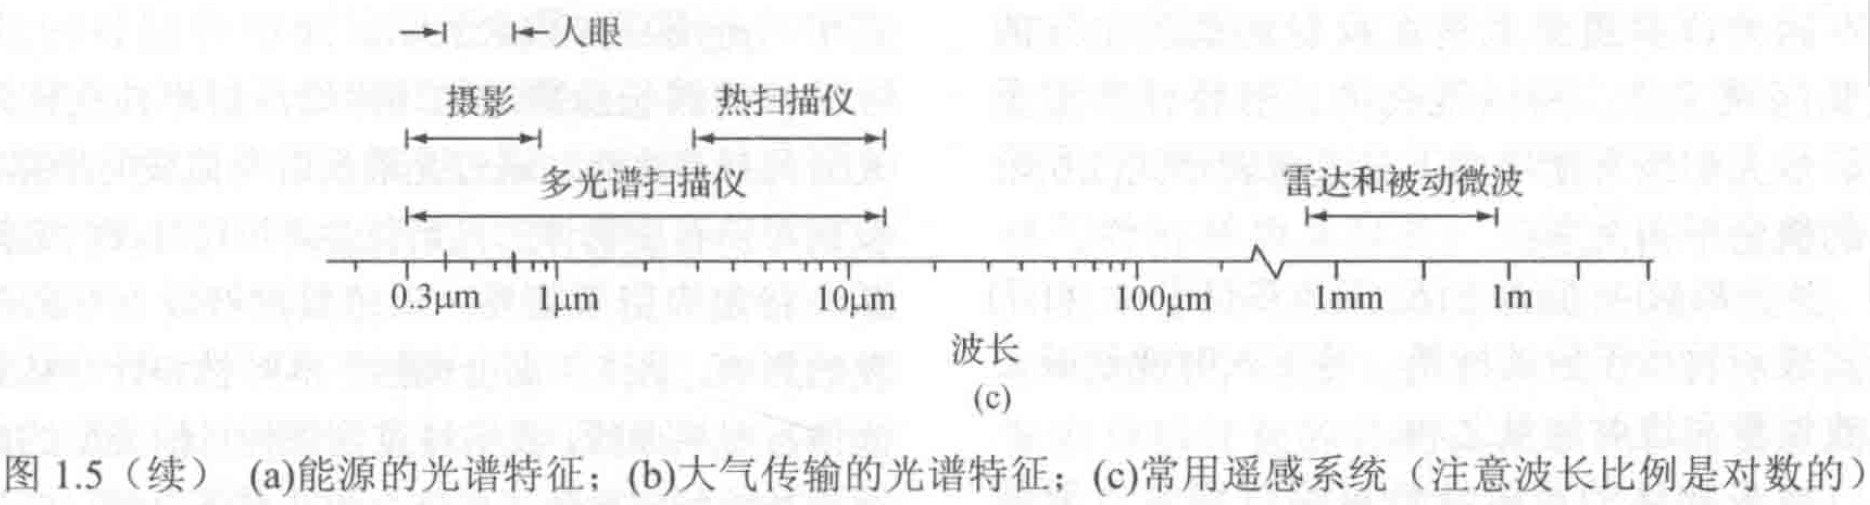 人眼
摄影 热扫描仪
多光谱扫描仪 雷达和被动微波
0.3μm 1μm 10μm 100μm 1mm 1m
波长
(c)
图 1.5（续） (a)能源的光谱特征；(b)大气传输的光谱特征；(c)常用遥感系统（注意波长比例是对数的）